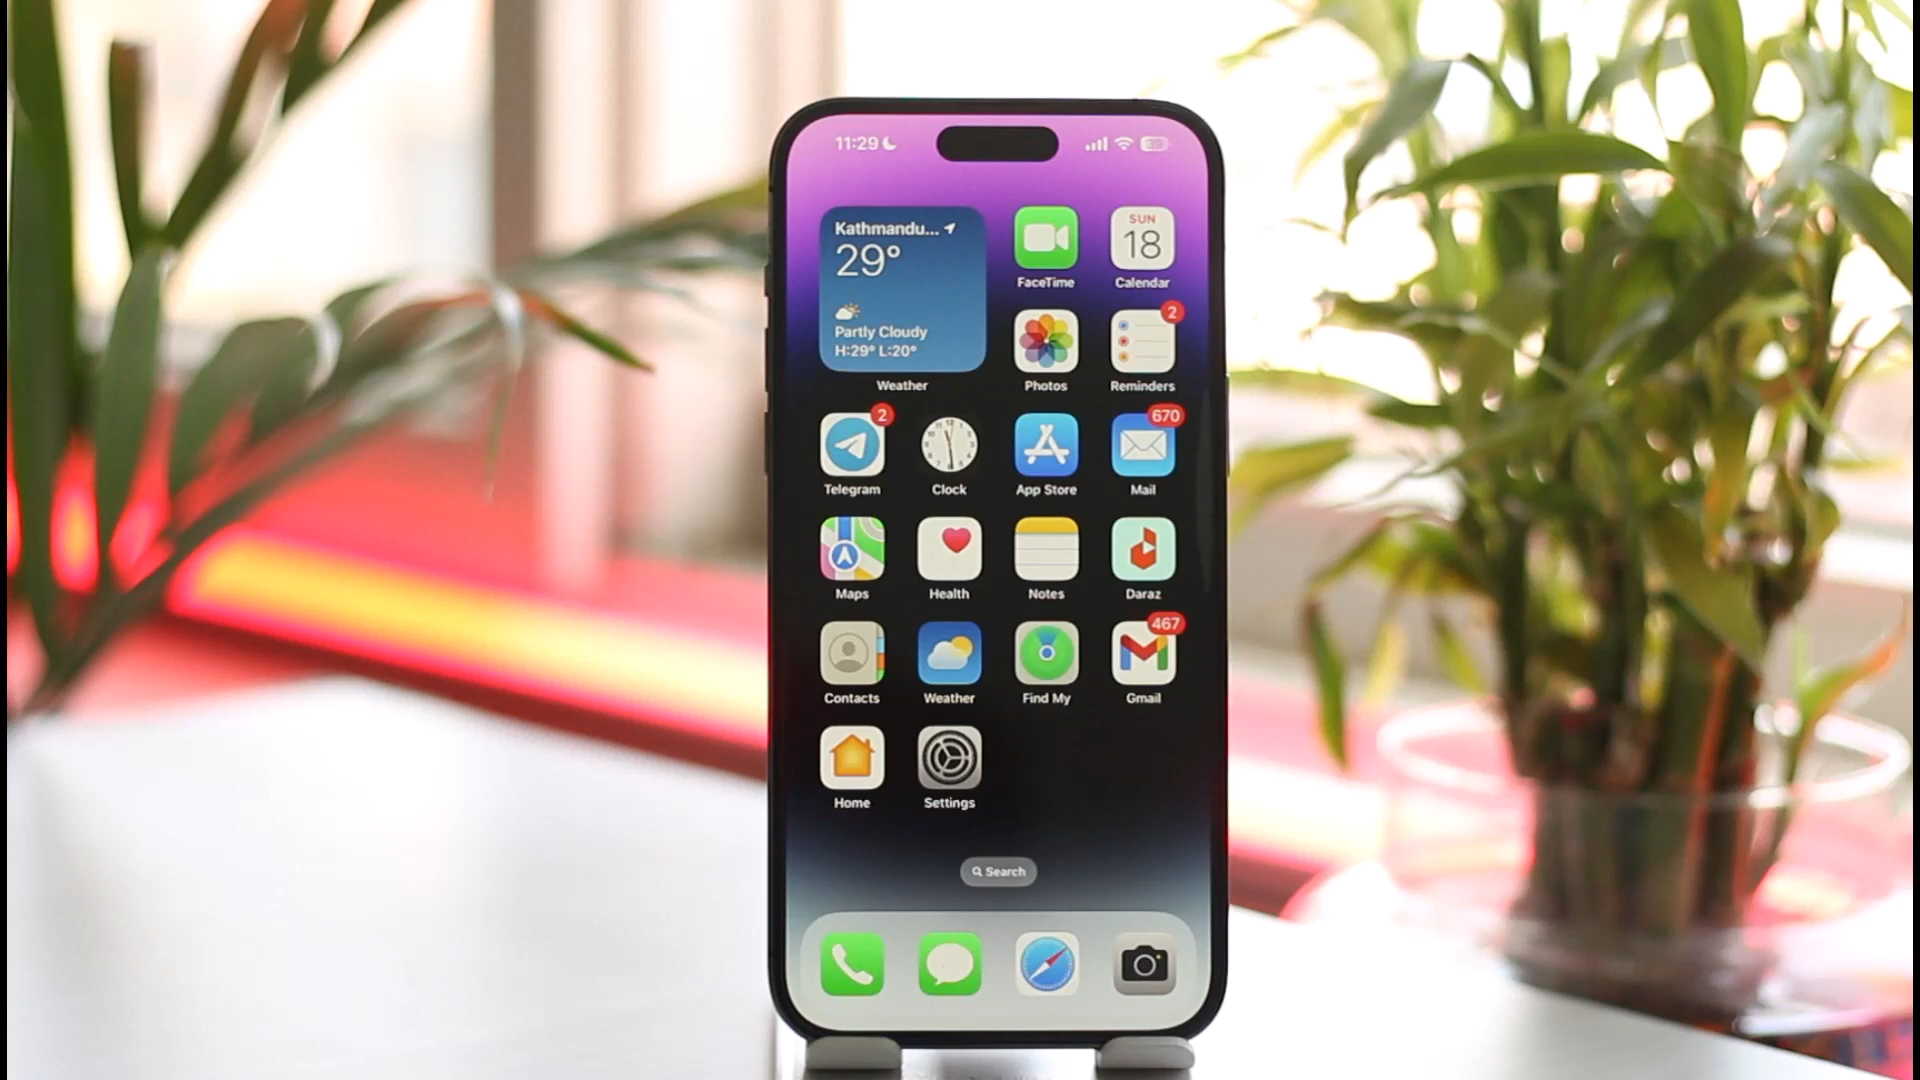 11:29
39
Kathmandu...
29°
Partly Cloudy
H:29° L:20°
Weather
FaceTime
SUN
18
Calendar
Photos
2
Reminders
2
Telegram
Clock
App Store
670
Mail
Maps
Health
Notes
Daraz
Contacts
Weather
Find My
467
Gmail
Home
Settings
Search